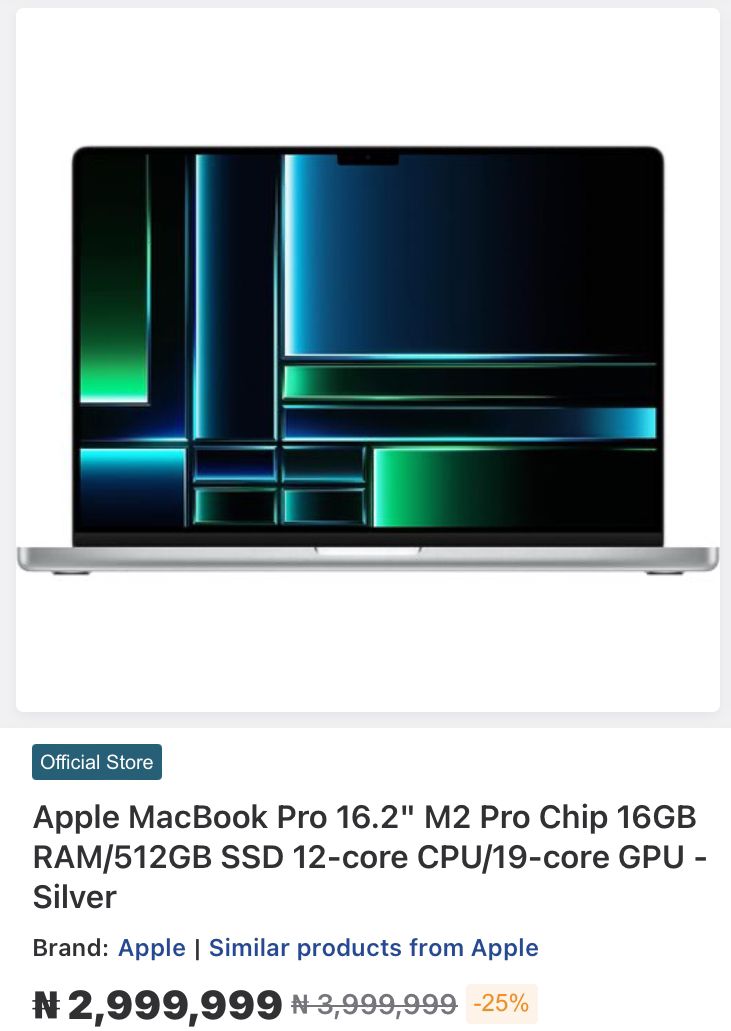 Official Store
Apple MacBook Pro 16.2" M2 Pro Chip 16GB
RAM/512GB SSD 12-core CPU/19-core GPU -
Silver
Brand: Apple | Similar products from Apple
₦ 2,999,999 ₦ 3,999,999 -25%